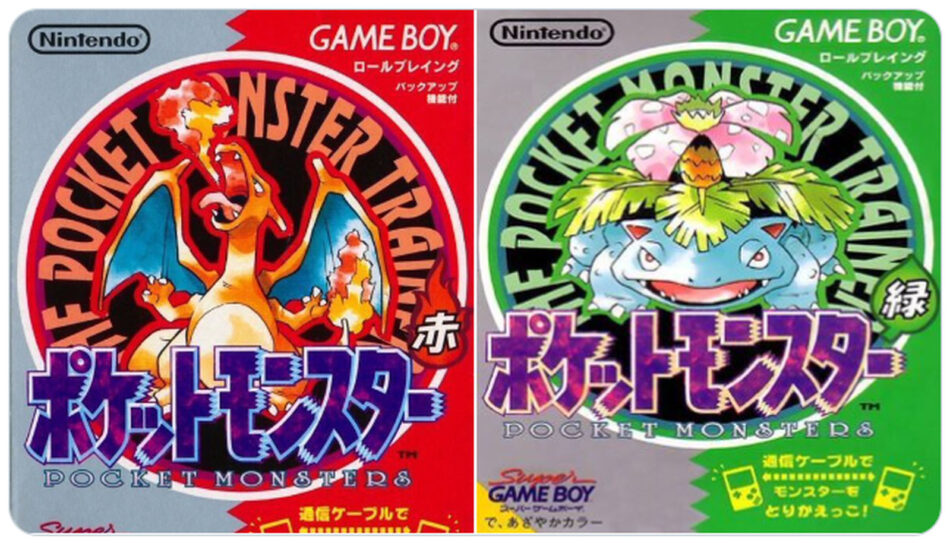 Nintendo
GAME BOY
ロールプレイング
バックアップ
機能付
THE POCKET MONSTER TRAINER
赤
ポケットモンスター
TM
POCKET MONSTERS
Super
通信ケーブルで
Nintendo
GAME BOY
ロールプレイング
バックアップ
機能付
THE POCKET MONSTER TRAINER
緑
ポケットモンスター
TM
POCKET MONSTERS
Super
GAME BOY
スーパーゲームボーイ
で、あざやかカラー
通信ケーブルで
モンスターを
とりかえっこ!